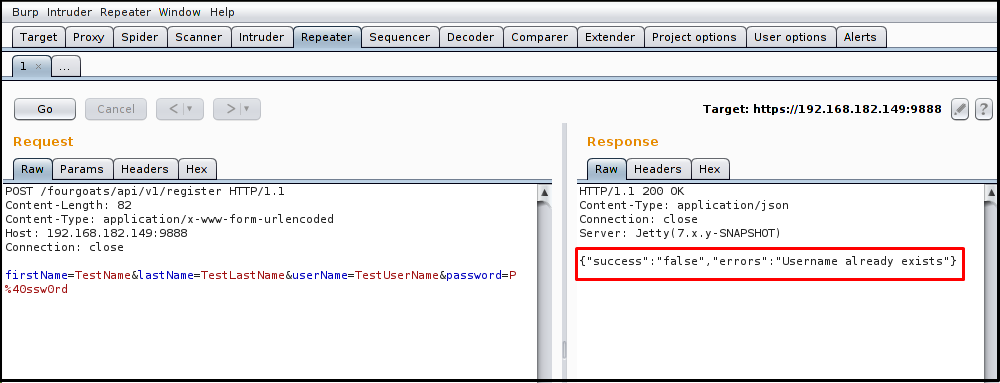 Burp Intruder Repeater Window Help
Target Proxy Spider Scanner Intruder Repeater Sequencer Decoder Comparer Extender Project options User options Alerts
1 × ...
Go Cancel < | ▾ > | ▾ Target: https://192.168.182.149:9888 ?
Request
Raw Params Headers Hex
POST /fourgoats/api/v1/register HTTP/1.1
Content-Length: 82
Content-Type: application/x-www-form-urlencoded
Host: 192.168.182.149:9888
Connection: close
firstName=TestName&lastName=TestLastName&userName=TestUserName&password=P
%40ssw0rd
Response
Raw Headers Hex
HTTP/1.1 200 OK
Content-Type: application/json
Connection: close
Server: Jetty(7.x.y-SNAPSHOT)
{"success":"false","errors":"Username already exists"}